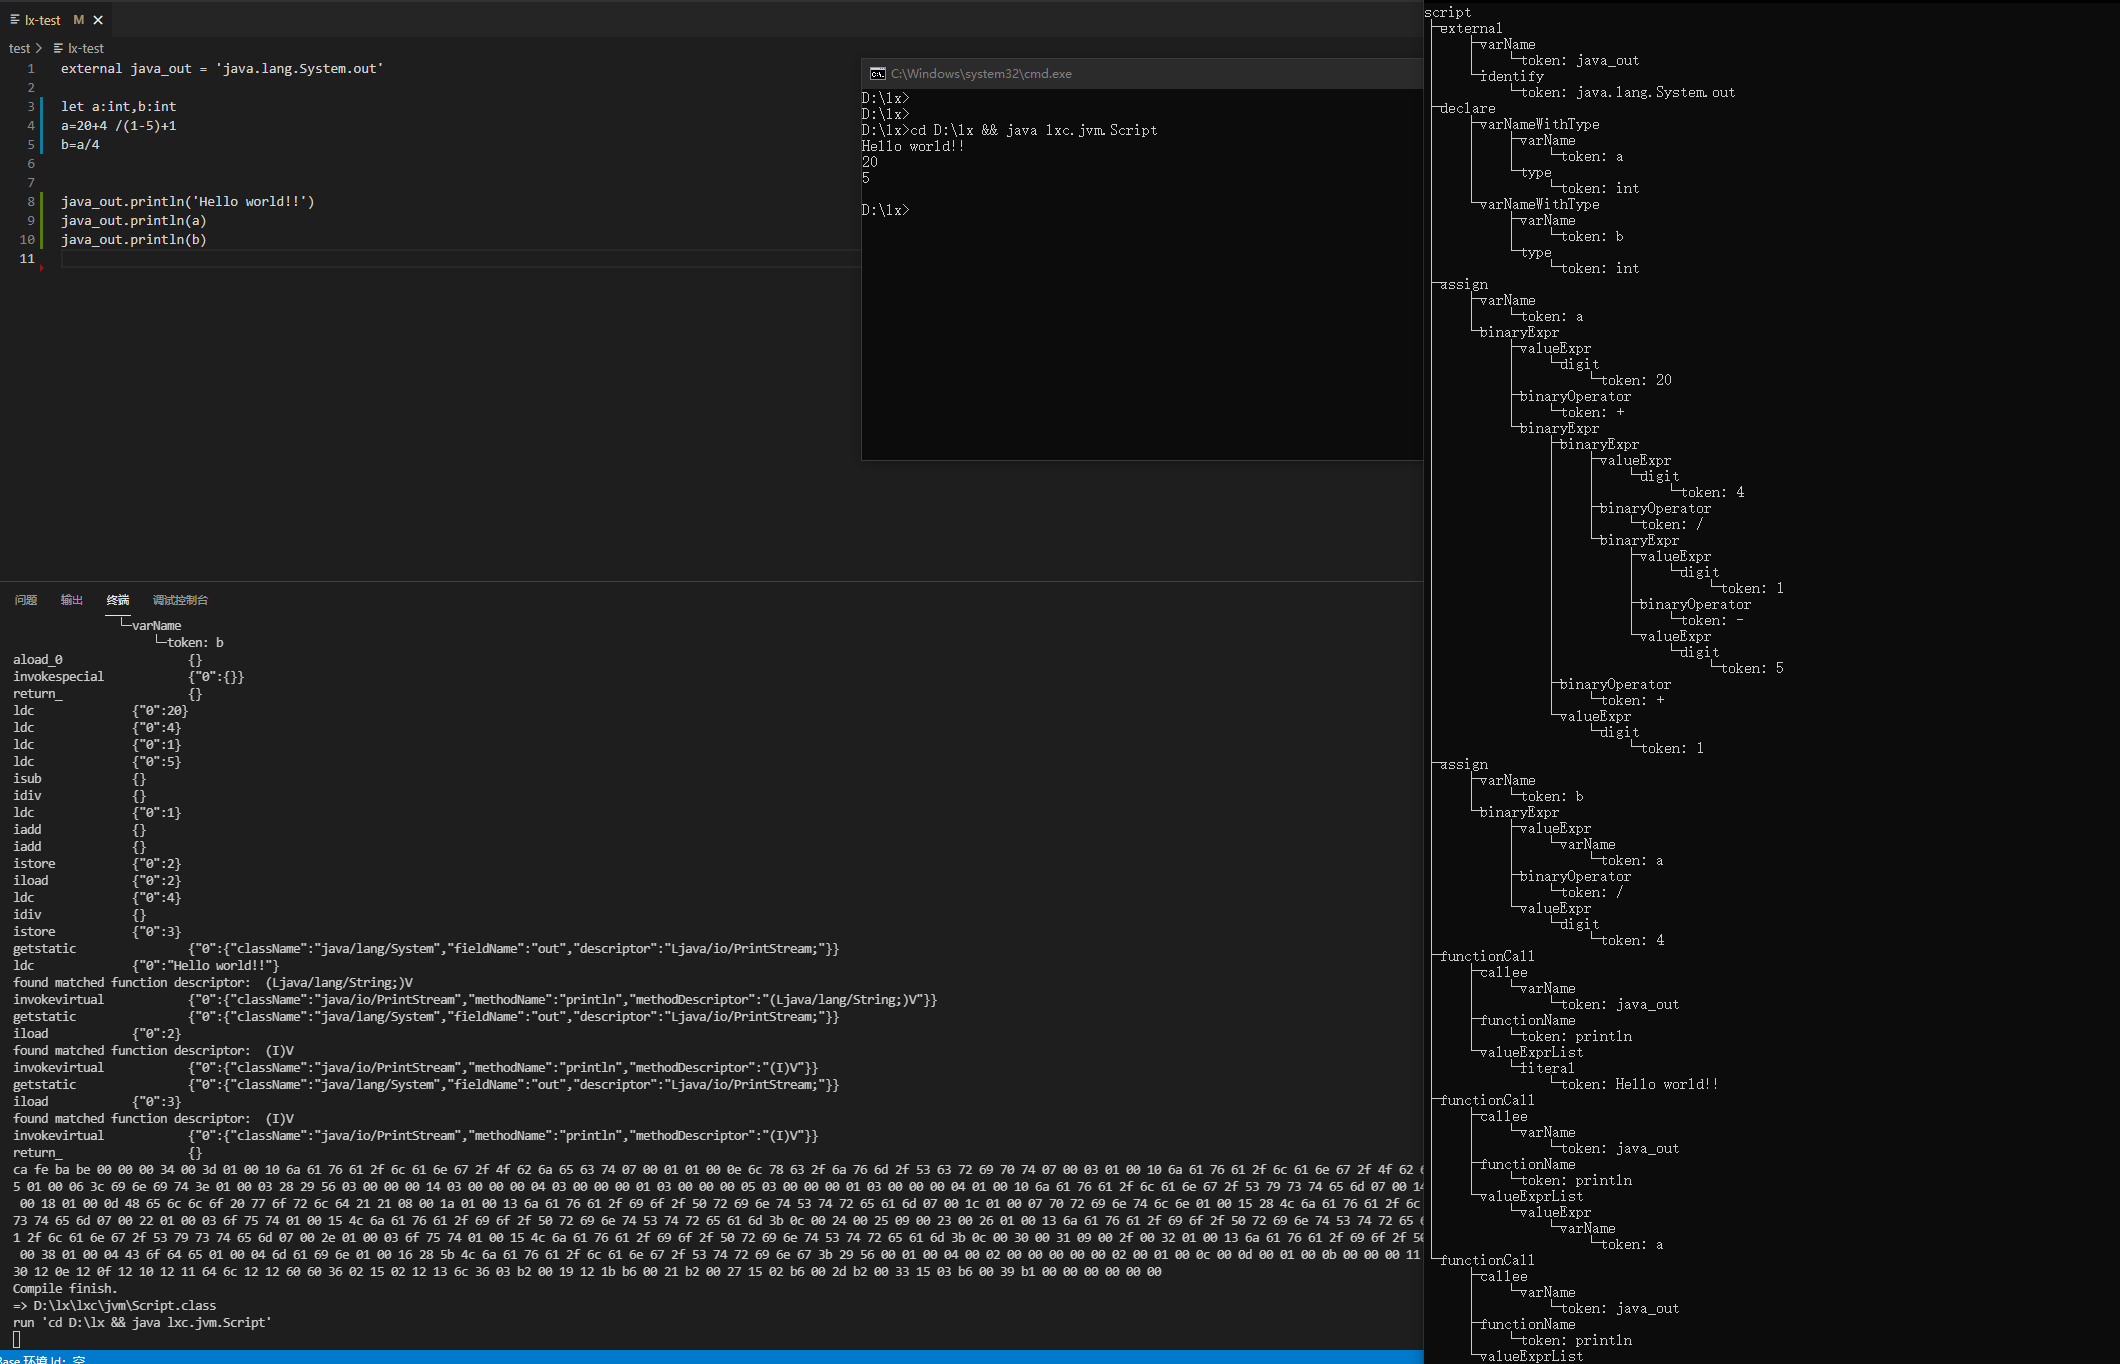 lx-test M ×
test > lx-test
1 external java_out = 'java.lang.System.out'
2
3 let a:int,b:int
4 a=20+4 /(1-5)+1
5 b=a/4
6
7
8 java_out.println('Hello world!!')
9 java_out.println(a)
10 java_out.println(b)
11
C:\Windows\system32\cmd.exe
D:\lx>
D:\lx>
D:\lx>cd D:\lx && java lxc.jvm.Script
Hello world!!
20
5
D:\lx>
问题 输出 终端 调试控制台
└─varName
└─token: b
aload_0 {}
invokespecial {"0":{}}
return_ {}
ldc {"0":20}
ldc {"0":4}
ldc {"0":1}
ldc {"0":5}
isub {}
idiv {}
ldc {"0":1}
iadd {}
iadd {}
istore {"0":2}
iload {"0":2}
ldc {"0":4}
idiv {}
istore {"0":3}
getstatic {"0":{"className":"java/lang/System","fieldName":"out","descriptor":"Ljava/io/PrintStream;"}}
ldc {"0":"Hello world!!"}
found matched function descriptor: (Ljava/lang/String;)V
invokevirtual {"0":{"className":"java/io/PrintStream","methodName":"println","methodDescriptor":"(Ljava/lang/String;)V"}}
getstatic {"0":{"className":"java/lang/System","fieldName":"out","descriptor":"Ljava/io/PrintStream;"}}
iload {"0":2}
found matched function descriptor: (I)V
invokevirtual {"0":{"className":"java/io/PrintStream","methodName":"println","methodDescriptor":"(I)V"}}
getstatic {"0":{"className":"java/lang/System","fieldName":"out","descriptor":"Ljava/io/PrintStream;"}}
iload {"0":3}
found matched function descriptor: (I)V
invokevirtual {"0":{"className":"java/io/PrintStream","methodName":"println","methodDescriptor":"(I)V"}}
return_ {}
ca fe ba be 00 00 00 34 00 3d 01 00 10 6a 61 76 61 2f 6c 61 6e 67 2f 4f 62 6a 65 63 74 07 00 01 01 00 0e 6c 78 63 2f 6a 76 6d 2f 53 63 72 69 70 74 07 00 03 01 00 10 6a 61 76 61 2f 6c 61 6e 67 2f 4f 62
5 01 00 06 3c 69 6e 69 74 3e 01 00 03 28 29 56 03 00 00 00 14 03 00 00 00 04 03 00 00 00 01 03 00 00 00 05 03 00 00 00 01 03 00 00 00 04 01 00 10 6a 61 76 61 2f 6c 61 6e 67 2f 53 79 73 74 65 6d 07 00 14
00 18 01 00 0d 48 65 6c 6c 6f 20 77 6f 72 6c 64 21 21 08 00 1a 01 00 13 6a 61 76 61 2f 69 6f 2f 50 72 69 6e 74 53 74 72 65 61 6d 07 00 1c 01 00 07 70 72 69 6e 74 6c 6e 01 00 15 28 4c 6a 61 76 61 2f 6c
73 74 65 6d 07 00 22 01 00 03 6f 75 74 01 00 15 4c 6a 61 76 61 2f 69 6f 2f 50 72 69 6e 74 53 74 72 65 61 6d 3b 0c 00 24 00 25 09 00 23 00 26 01 00 13 6a 61 76 61 2f 69 6f 2f 50 72 69 6e 74 53 74 72 65
1 2f 6c 61 6e 67 2f 53 79 73 74 65 6d 07 00 2e 01 00 03 6f 75 74 01 00 15 4c 6a 61 76 61 2f 69 6f 2f 50 72 69 6e 74 53 74 72 65 61 6d 3b 0c 00 30 00 31 09 00 2f 00 32 01 00 13 6a 61 76 61 2f 69 6f 2f
00 38 01 00 04 43 6f 64 65 01 00 04 6d 61 69 6e 01 00 16 28 5b 4c 6a 61 76 61 2f 6c 61 6e 67 2f 53 74 72 69 6e 67 3b 29 56 00 01 00 04 00 02 00 00 00 00 00 02 00 01 00 0c 00 0d 00 01 00 0b 00 00 00 11
30 12 0e 12 0f 12 10 12 11 64 6c 12 12 60 60 36 02 15 02 12 13 6c 36 03 b2 00 19 12 1b b6 00 21 b2 00 27 15 02 b6 00 2d b2 00 33 15 03 b6 00 39 b1 00 00 00 00 00 00
Compile finish.
=> D:\lx\lxc\jvm\Script.class
run 'cd D:\lx && java lxc.jvm.Script'
Base 环境 Id: 空
script
external
varName
token: java_out
identify
token: java.lang.System.out
declare
varNameWithType
varName
token: a
type
token: int
varNameWithType
varName
token: b
type
token: int
assign
varName
token: a
binaryExpr
valueExpr
digit
token: 20
binaryOperator
token: +
binaryExpr
binaryExpr
valueExpr
digit
token: 4
binaryOperator
token: /
binaryExpr
valueExpr
digit
token: 1
binaryOperator
token: -
valueExpr
digit
token: 5
binaryOperator
token: +
valueExpr
digit
token: 1
assign
varName
token: b
binaryExpr
valueExpr
varName
token: a
binaryOperator
token: /
valueExpr
digit
token: 4
functionCall
callee
varName
token: java_out
functionName
token: println
valueExprList
literal
token: Hello world!!
functionCall
callee
varName
token: java_out
functionName
token: println
valueExprList
valueExpr
varName
token: a
functionCall
callee
varName
token: java_out
functionName
token: println
valueExprList